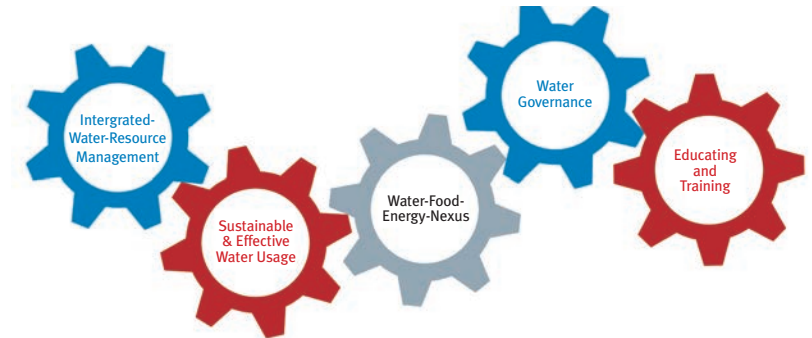 Intergrated-
Water-Resource
Management
Sustainable
& Effective
Water Usage
Water-Food-
Energy-Nexus
Water
Governance
Educating
and
Training